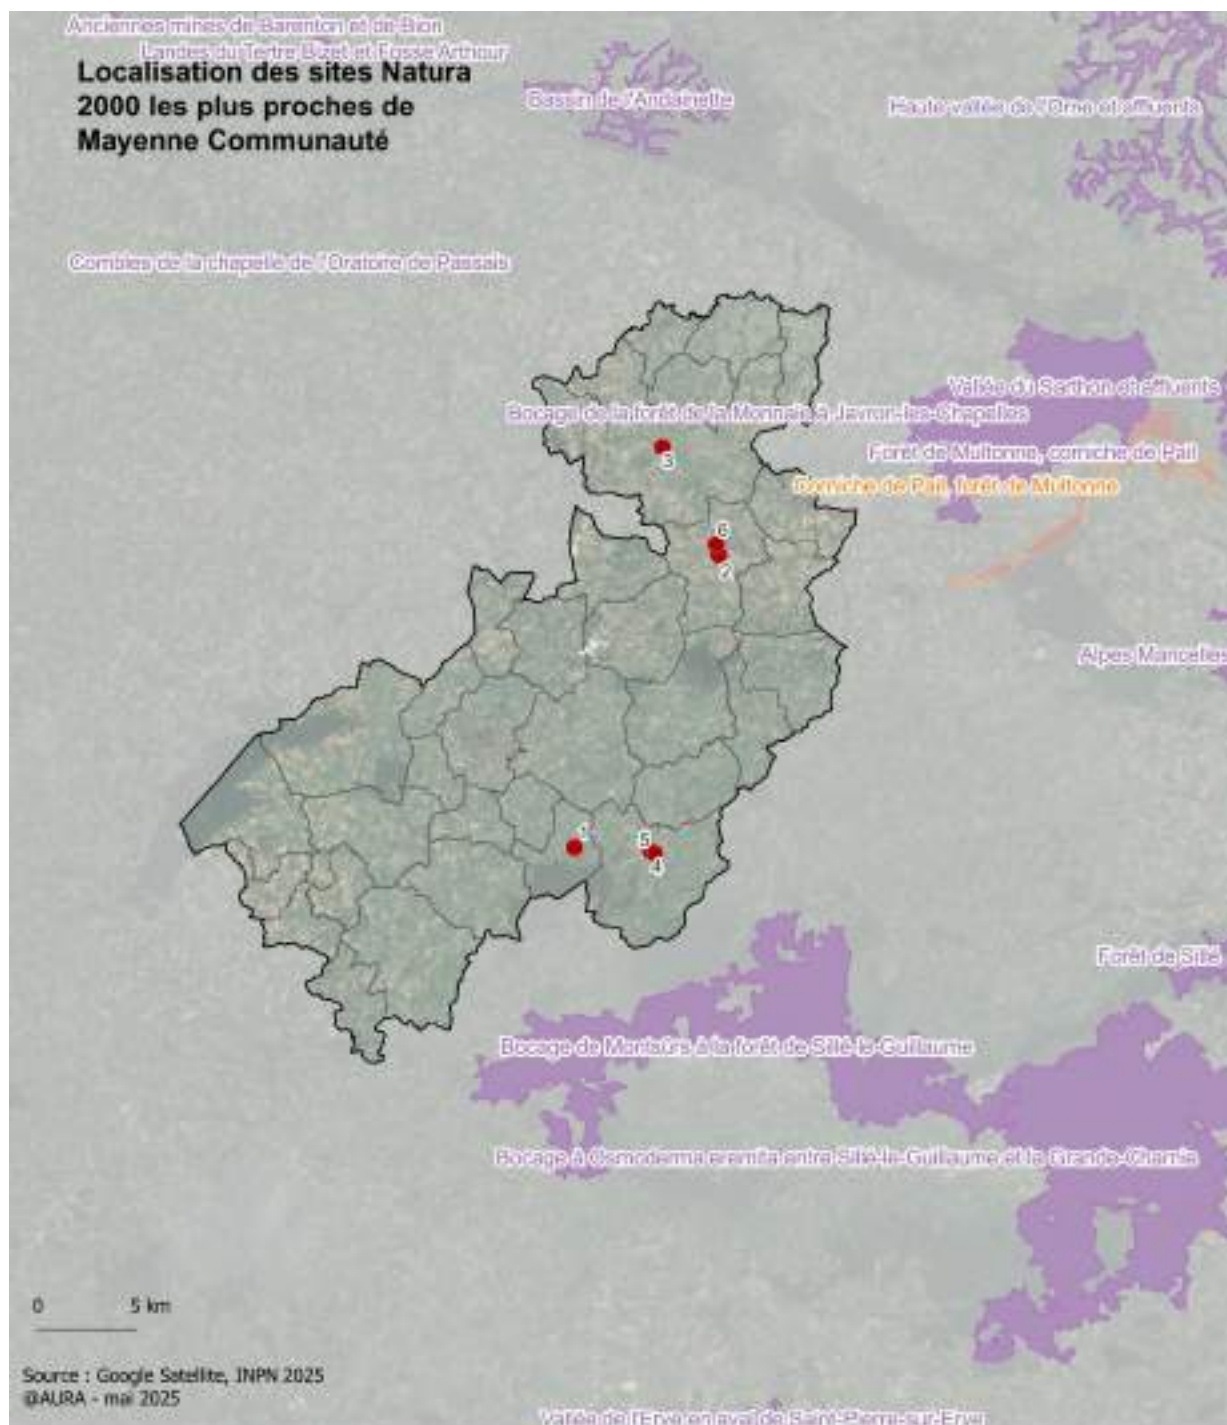 Anciennes mines de Barenton et de Bion
Landes du Tertre Bizet et Fosse Arthour
Localisation des sites Natura
2000 les plus proches de
Mayenne Communauté
Bassin de l'Andainette
Haute vallée de l'Orne et affluents
Combles de la chapelle de l'Oratoire de Passais
Vallée du Sarthon et affluents
Bocage de la forêt de la Monnaie à Javron-les-Chapelles
Forêt de Multonne, corniche de Pail
3
Corniche de Pail, forêt de Multonne
6
2
Alpes Mancelles
1
5
4
Forêt de Sillé
Bocage de Montsûrs à la forêt de Sillé-le-Guillaume
Bocage à Osmoderma eremita entre Sillé-le-Guillaume et la Grande-Charnie
0 5 km
Source : Google Satellite, INPN 2025
@AURA - mai 2025
Vallée de l'Erve en aval de Saint-Pierre-sur-Erve